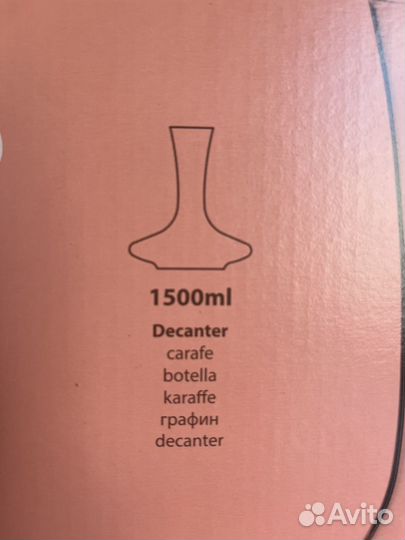 1500ml
Decanter
carafe
botella
karaffe
графин
decanter
Avito